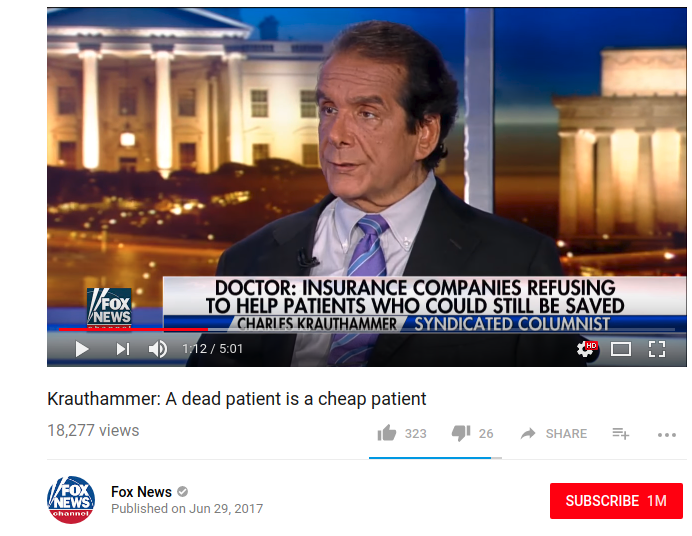 DOCTOR: INSURANCE COMPANIES REFUSING
TO HELP PATIENTS WHO COULD STILL BE SAVED
FOX
NEWS
channel
CHARLES KRAUTHAMMER SYNDICATED COLUMNIST
1:12 / 5:01
HD
Krauthammer: A dead patient is a cheap patient
18,277 views
323
26
SHARE
FOX
NEWS
channel
Fox News
Published on Jun 29, 2017
SUBSCRIBE 1M